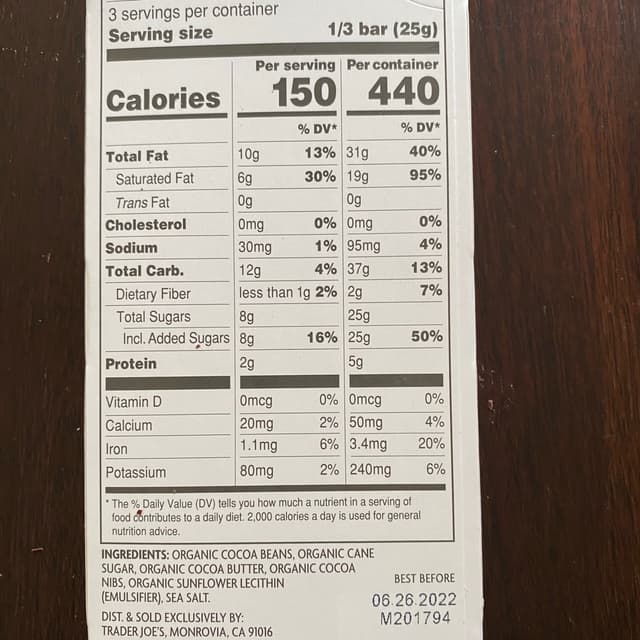 3 servings per container
Serving size 1/3 bar (25g)
Per serving Per container
Calories 150 440
% DV* % DV*
Total Fat 10g 13% 31g 40%
Saturated Fat 6g 30% 19g 95%
Trans Fat 0g 0g
Cholesterol 0mg 0% 0mg 0%
Sodium 30mg 1% 95mg 4%
Total Carb. 12g 4% 37g 13%
Dietary Fiber less than 1g 2% 2g 7%
Total Sugars 8g 25g
Incl. Added Sugars 8g 16% 25g 50%
Protein 2g 5g
Vitamin D 0mcg 0% 0mcg 0%
Calcium 20mg 2% 50mg 4%
Iron 1.1mg 6% 3.4mg 20%
Potassium 80mg 2% 240mg 6%
* The % Daily Value (DV) tells you how much a nutrient in a serving of
food contributes to a daily diet. 2,000 calories a day is used for general
nutrition advice.
INGREDIENTS: ORGANIC COCOA BEANS, ORGANIC CANE
SUGAR, ORGANIC COCOA BUTTER, ORGANIC COCOA
NIBS, ORGANIC SUNFLOWER LECITHIN
(EMULSIFIER), SEA SALT.
DIST. & SOLD EXCLUSIVELY BY:
TRADER JOE'S, MONROVIA, CA 91016
BEST BEFORE
06.26.2022
M201794